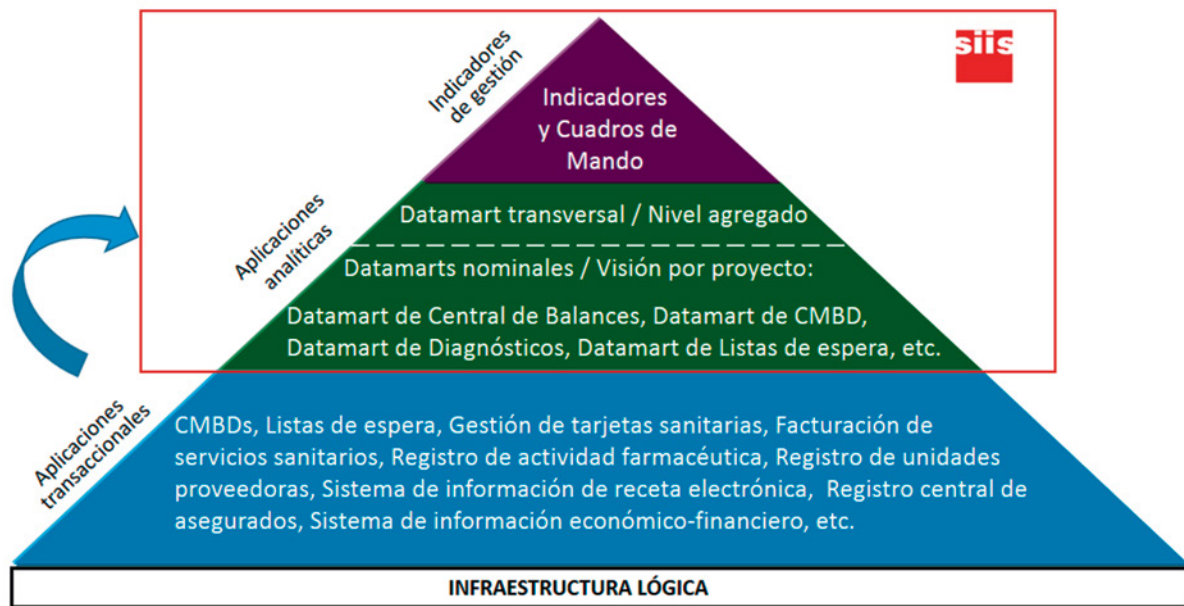 siis
Indicadores
de gestión
Indicadores
y Cuadros de
Mando
Aplicaciones
analíticas
Datamart transversal / Nivel agregado
Datamarts nominales / Visión por proyecto:
Datamart de Central de Balances, Datamart de CMBD,
Datamart de Diagnósticos, Datamart de Listas de espera, etc.
Aplicaciones
transaccionales
CMBDs, Listas de espera, Gestión de tarjetas sanitarias, Facturación de
servicios sanitarios, Registro de actividad farmacéutica, Registro de unidades
proveedoras, Sistema de información de receta electrónica, Registro central de
asegurados, Sistema de información económico-financiero, etc.
INFRAESTRUCTURA LÓGICA